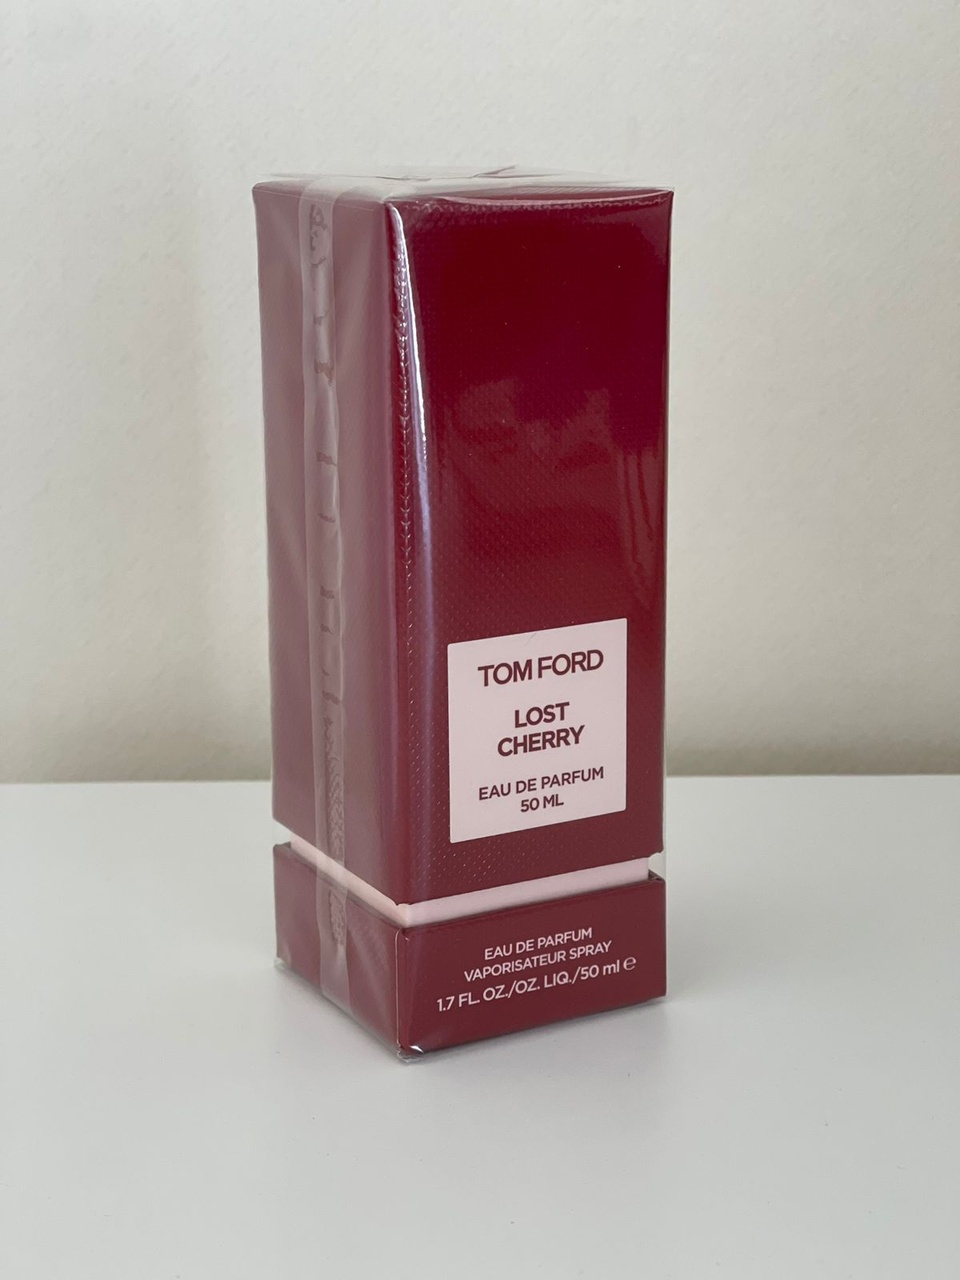 TOM FORD
LOST
CHERRY
EAU DE PARFUM
50 ML
EAU DE PARFUM
VAPORISATEUR SPRAY
1.7 FL. OZ./OZ. LIQ./50 ml ℮